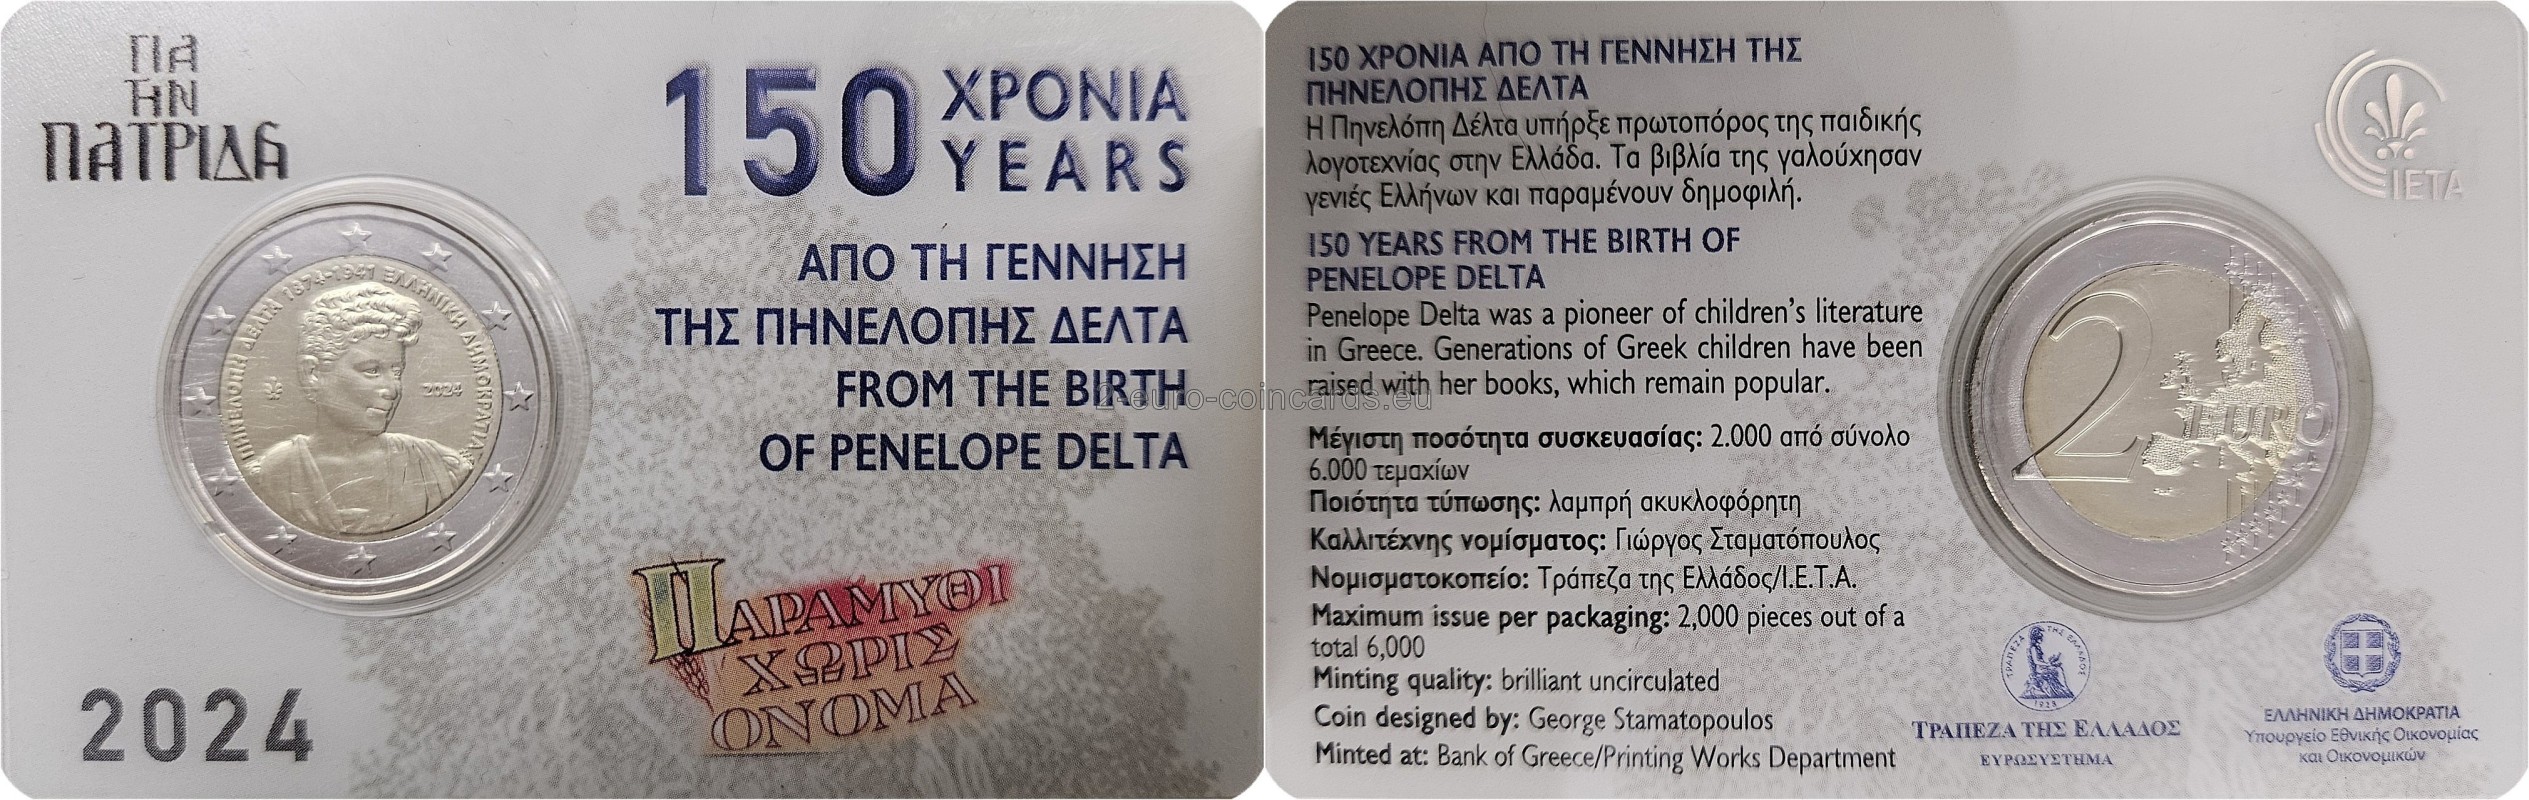 ΓΙΑ
ΤΗΝ
ΠΑΤΡΙΔΑ
150 ΧΡΟΝΙΑ
YEARS
ΑΠΟ ΤΗ ΓΕΝΝΗΣΗ
ΤΗΣ ΠΗΝΕΛΟΠΗΣ ΔΕΛΤΑ
FROM THE BIRTH
OF PENELOPE DELTA
ΠΗΝΕΛΟΠΗ ΔΕΛΤΑ 1874-1941 ΕΛΛΗΝΙΚΗ ΔΗΜΟΚΡΑΤΙΑ
2024
ΠΑΡΑΜΥΘΙ
ΧΩΡΙΣ
ΟΝΟΜΑ
2024
2-euro-coincards.eu
150 ΧΡΟΝΙΑ ΑΠΟ ΤΗ ΓΕΝΝΗΣΗ ΤΗΣ
ΠΗΝΕΛΟΠΗΣ ΔΕΛΤΑ
Η Πηνελόπη Δέλτα υπήρξε πρωτοπόρος της παιδικής
λογοτεχνίας στην Ελλάδα. Τα βιβλία της γαλούχησαν
γενιές Ελλήνων και παραμένουν δημοφιλή.
150 YEARS FROM THE BIRTH OF
PENELOPE DELTA
Penelope Delta was a pioneer of children's literature
in Greece. Generations of Greek children have been
raised with her books, which remain popular.
Μέγιστη ποσότητα συσκευασίας: 2.000 από σύνολο
6.000 τεμαχίων
Ποιότητα τύπωσης: λαμπρή ακυκλοφόρητη
Καλλιτέχνης νομίσματος: Γιώργος Σταματόπουλος
Νομισματοκοπείο: Τράπεζα της Ελλάδος/Ι.Ε.Τ.Α.
Maximum issue per packaging: 2,000 pieces out of a
total 6,000
Minting quality: brilliant uncirculated
Coin designed by: George Stamatopoulos
Minted at: Bank of Greece/Printing Works Department
ΙΕΤΑ
2 EURO
ΤΡΑΠΕΖΑ ΤΗΣ ΕΛΛΑΔΟΣ
1928
ΤΡΑΠΕΖΑ ΤΗΣ ΕΛΛΑΔΟΣ
ΕΥΡΩΣΥΣΤΗΜΑ
ΕΛΛΗΝΙΚΗ ΔΗΜΟΚΡΑΤΙΑ
Υπουργείο Εθνικής Οικονομίας
και Οικονομικών